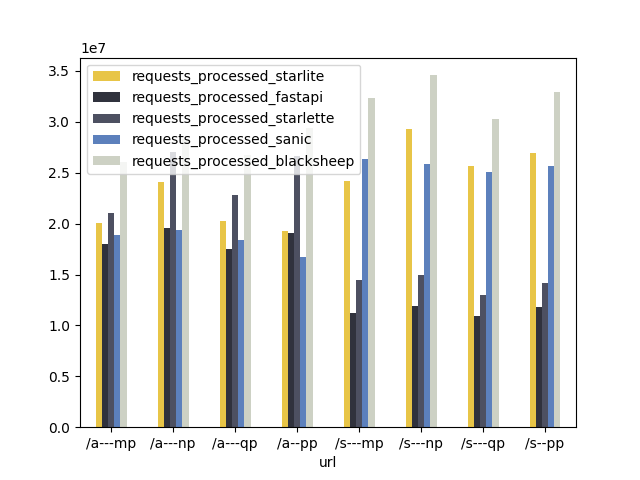 1e7
3.5
3.0
2.5
2.0
1.5
1.0
0.5
0.0
requests_processed_starlite
requests_processed_fastapi
requests_processed_starlette
requests_processed_sanic
requests_processed_blacksheep
/a---mp /a---np /a---qp /a--pp /s---mp /s---np /s---qp /s--pp
url